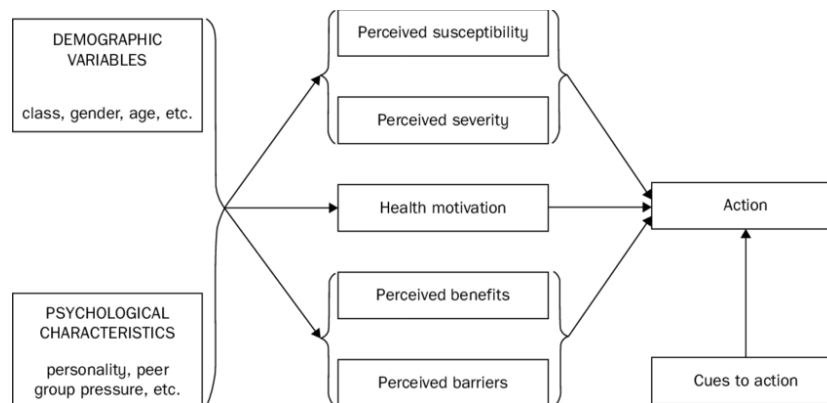 DEMOGRAPHIC
VARIABLES
class, gender, age, etc.
PSYCHOLOGICAL
CHARACTERISTICS
personality, peer
group pressure, etc.
Perceived susceptibility
Perceived severity
Health motivation
Perceived benefits
Perceived barriers
Action
Cues to action